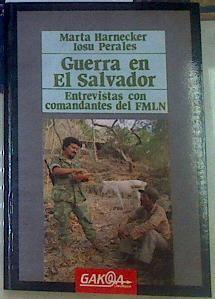 Marta Harnecker
Iosu Perales
Guerra en
El Salvador
Entrevistas con
comandantes del FMLN
GAKOA